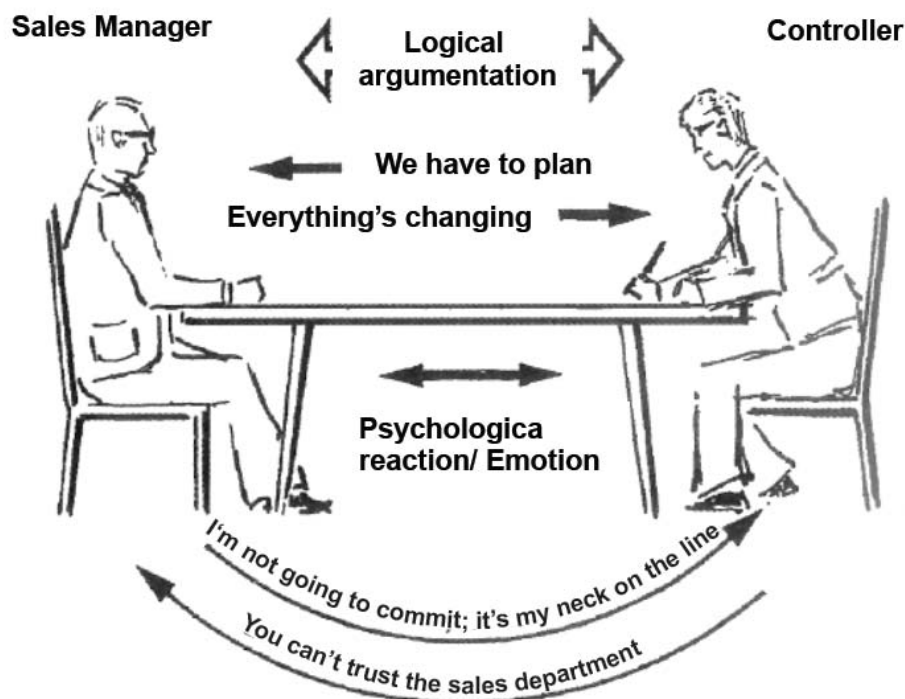 Sales Manager
Controller
Logical
argumentation
We have to plan
Everything's changing
Psychologica
reaction/ Emotion
I'm not going to commit; it's my neck on the line
You can't trust the sales department